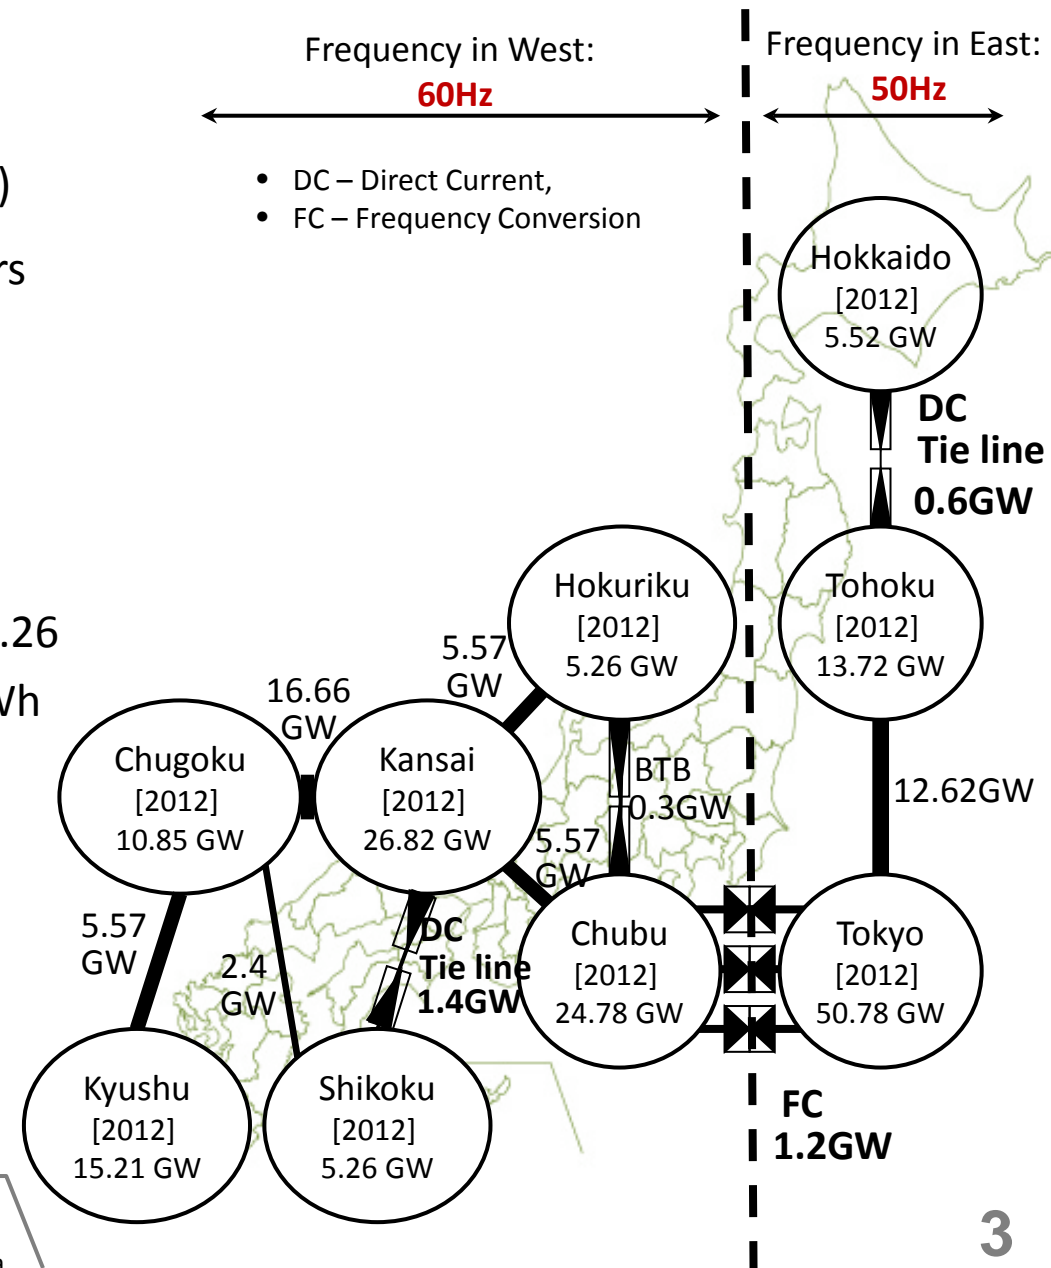 Frequency in West:
60Hz
Frequency in East:
50Hz
)
rs
.26
Wh
• DC – Direct Current,
• FC – Frequency Conversion
Hokkaido
[2012]
5.52 GW
DC
Tie line
0.6GW
Hokuriku
[2012]
5.26 GW
Tohoku
[2012]
13.72 GW
5.57
GW
16.66
GW
Chugoku
[2012]
10.85 GW
Kansai
[2012]
26.82 GW
BTB
0.3GW
12.62GW
5.57
GW
5.57
GW
2.4
GW
DC
Tie line
1.4GW
Chubu
[2012]
24.78 GW
Tokyo
[2012]
50.78 GW
Kyushu
[2012]
15.21 GW
Shikoku
[2012]
5.26 GW
FC
1.2GW
3